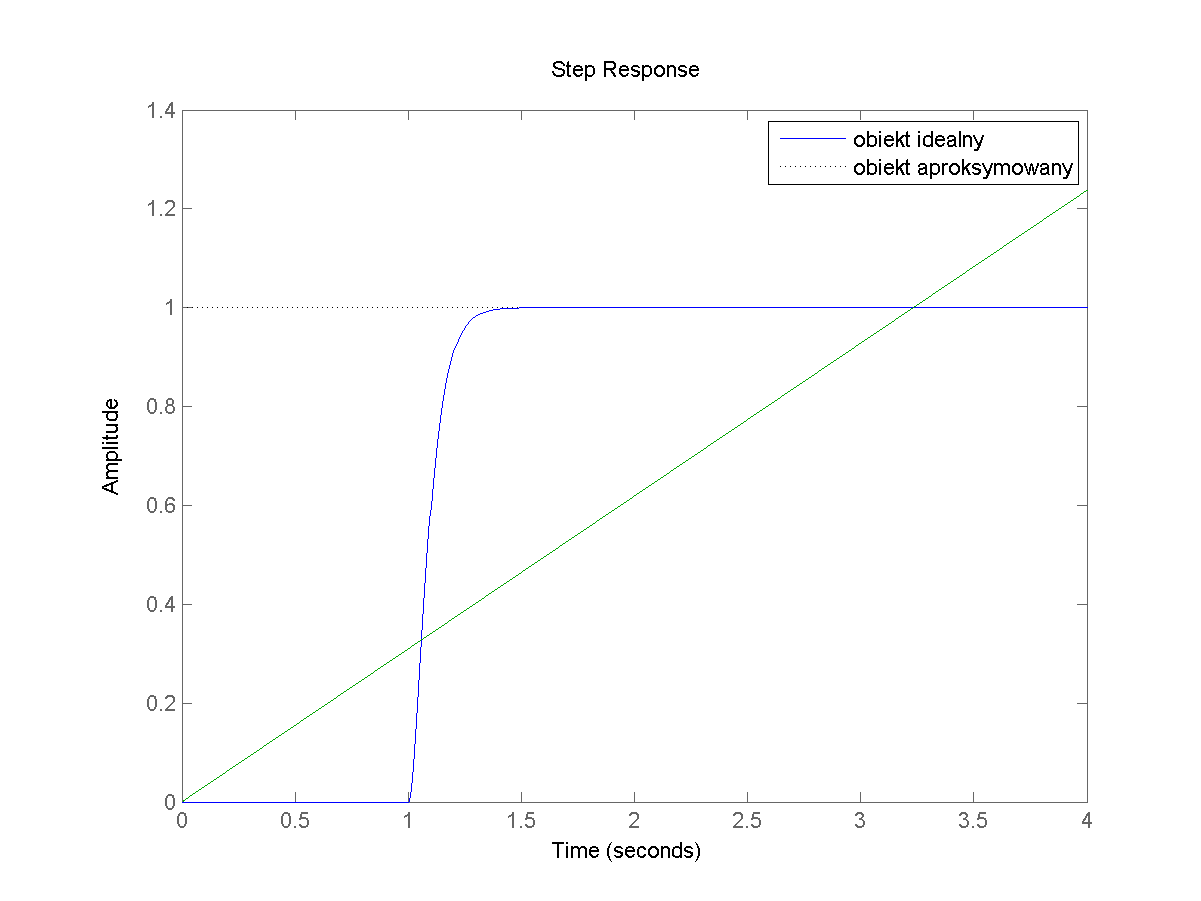 Step Response
obiekt idealny
obiekt aproksymowany
1.4
1.2
1
0.8
0.6
0.4
0.2
0
Amplitude
0 0.5 1 1.5 2 2.5 3 3.5 4
Time (seconds)